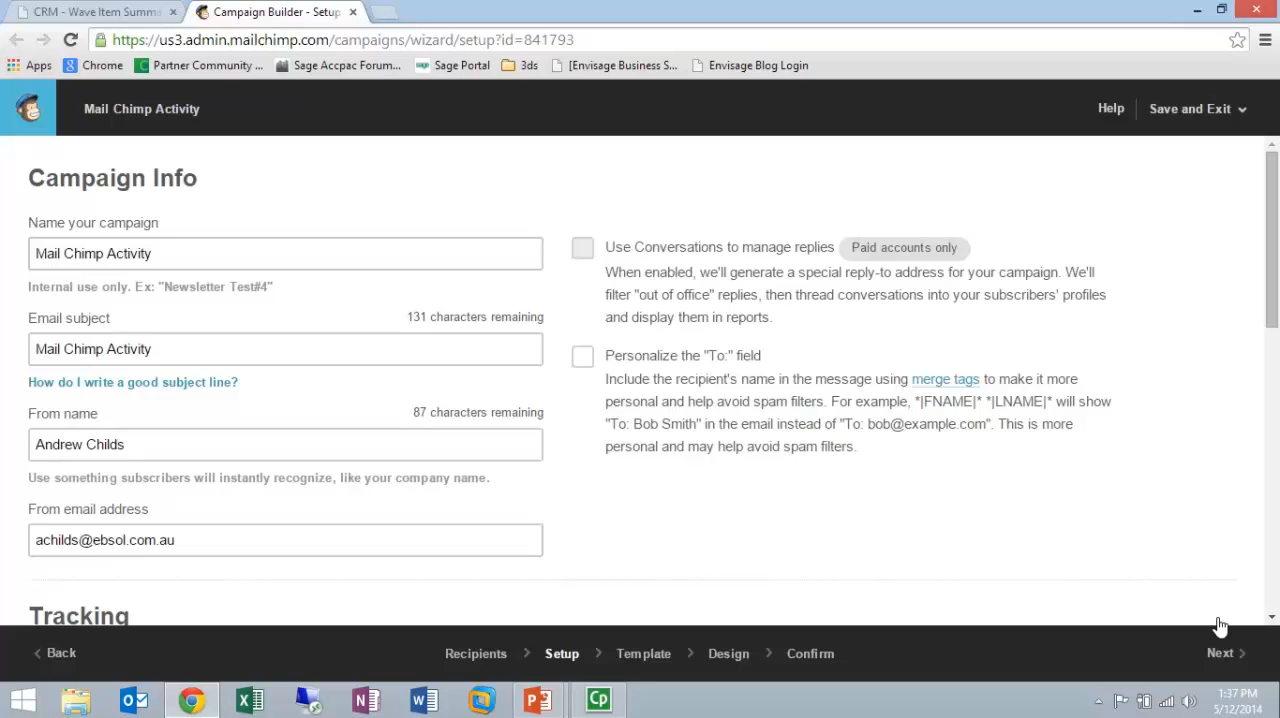 CRM - Wave Item Summa
Campaign Builder - Setup
https://us3.admin.mailchimp.com/campaigns/wizard/setup?id=841793
Apps
Chrome
Partner Community ...
Sage Accpac Forum...
sage
Sage Portal
3ds
[Envisage Business S...
Envisage Blog Login
Mail Chimp Activity
Help
Save and Exit
Campaign Info
Name your campaign
Mail Chimp Activity
Internal use only. Ex: "Newsletter Test#4"
Email subject
131 characters remaining
Mail Chimp Activity
How do I write a good subject line?
From name
87 characters remaining
Andrew Childs
Use something subscribers will instantly recognize, like your company name.
From email address
achilds@ebsol.com.au
Use Conversations to manage replies
Paid accounts only
When enabled, we'll generate a special reply-to address for your campaign. We'll
filter "out of office" replies, then thread conversations into your subscribers' profiles
and display them in reports.
Personalize the "To:" field
Include the recipient's name in the message using merge tags to make it more
personal and help avoid spam filters. For example, *|FNAME|* *|LNAME|* will show
"To: Bob Smith" in the email instead of "To: bob@example.com". This is more
personal and may help avoid spam filters.
Tracking
Back
Recipients
Setup
Template
Design
Confirm
Next
1:37 PM
5/12/2014